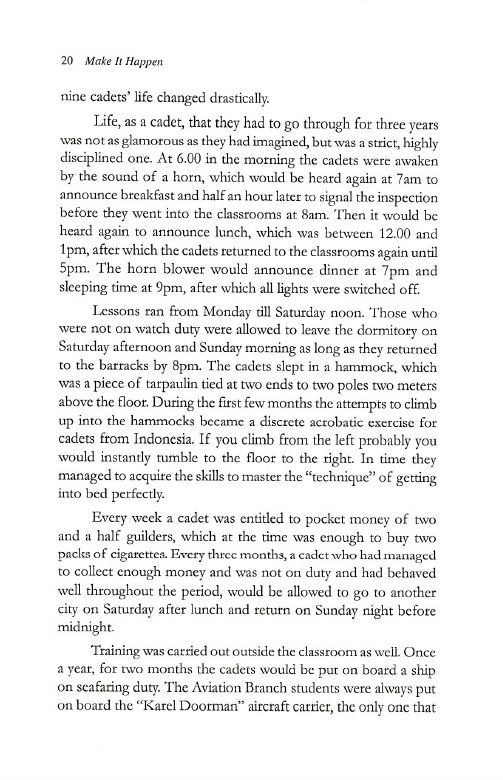 20 Make It Happen
nine cadets' life changed drastically.
Life, as a cadet, that they had to go through for three years
was not as glamorous as they had imagined, but was a strict, highly
disciplined one. At 6.00 in the morning the cadets were awaken
by the sound of a horn, which would be heard again at 7am to
announce breakfast and half an hour later to signal the inspection
before they went into the classrooms at 8am. Then it would be
heard again to announce lunch, which was between 12.00 and
1pm, after which the cadets returned to the classrooms again until
5pm. The horn blower would announce dinner at 7pm and
sleeping time at 9pm, after which all lights were switched off.
Lessons ran from Monday till Saturday noon. Those who
were not on watch duty were allowed to leave the dormitory on
Saturday afternoon and Sunday morning as long as they returned
to the barracks by 8pm. The cadets slept in a hammock, which
was a piece of tarpaulin tied at two ends to two poles two meters
above the floor. During the first few months the attempts to climb
up into the hammocks became a discrete acrobatic exercise for
cadets from Indonesia. If you climb from the left probably you
would instantly tumble to the floor to the right. In time they
managed to acquire the skills to master the "technique" of getting
into bed perfectly.
Every week a cadet was entitled to pocket money of two
and a half guilders, which at the time was enough to buy two
packs of cigarettes. Every three months, a cadet who had managed
to collect enough money and was not on duty and had behaved
well throughout the period, would be allowed to go to another
city on Saturday after lunch and return on Sunday night before
midnight.
Training was carried out outside the classroom as well. Once
a year, for two months the cadets would be put on board a ship
on seafaring duty. The Aviation Branch students were always put
on board the "Karel Doorman" aircraft carrier, the only one that